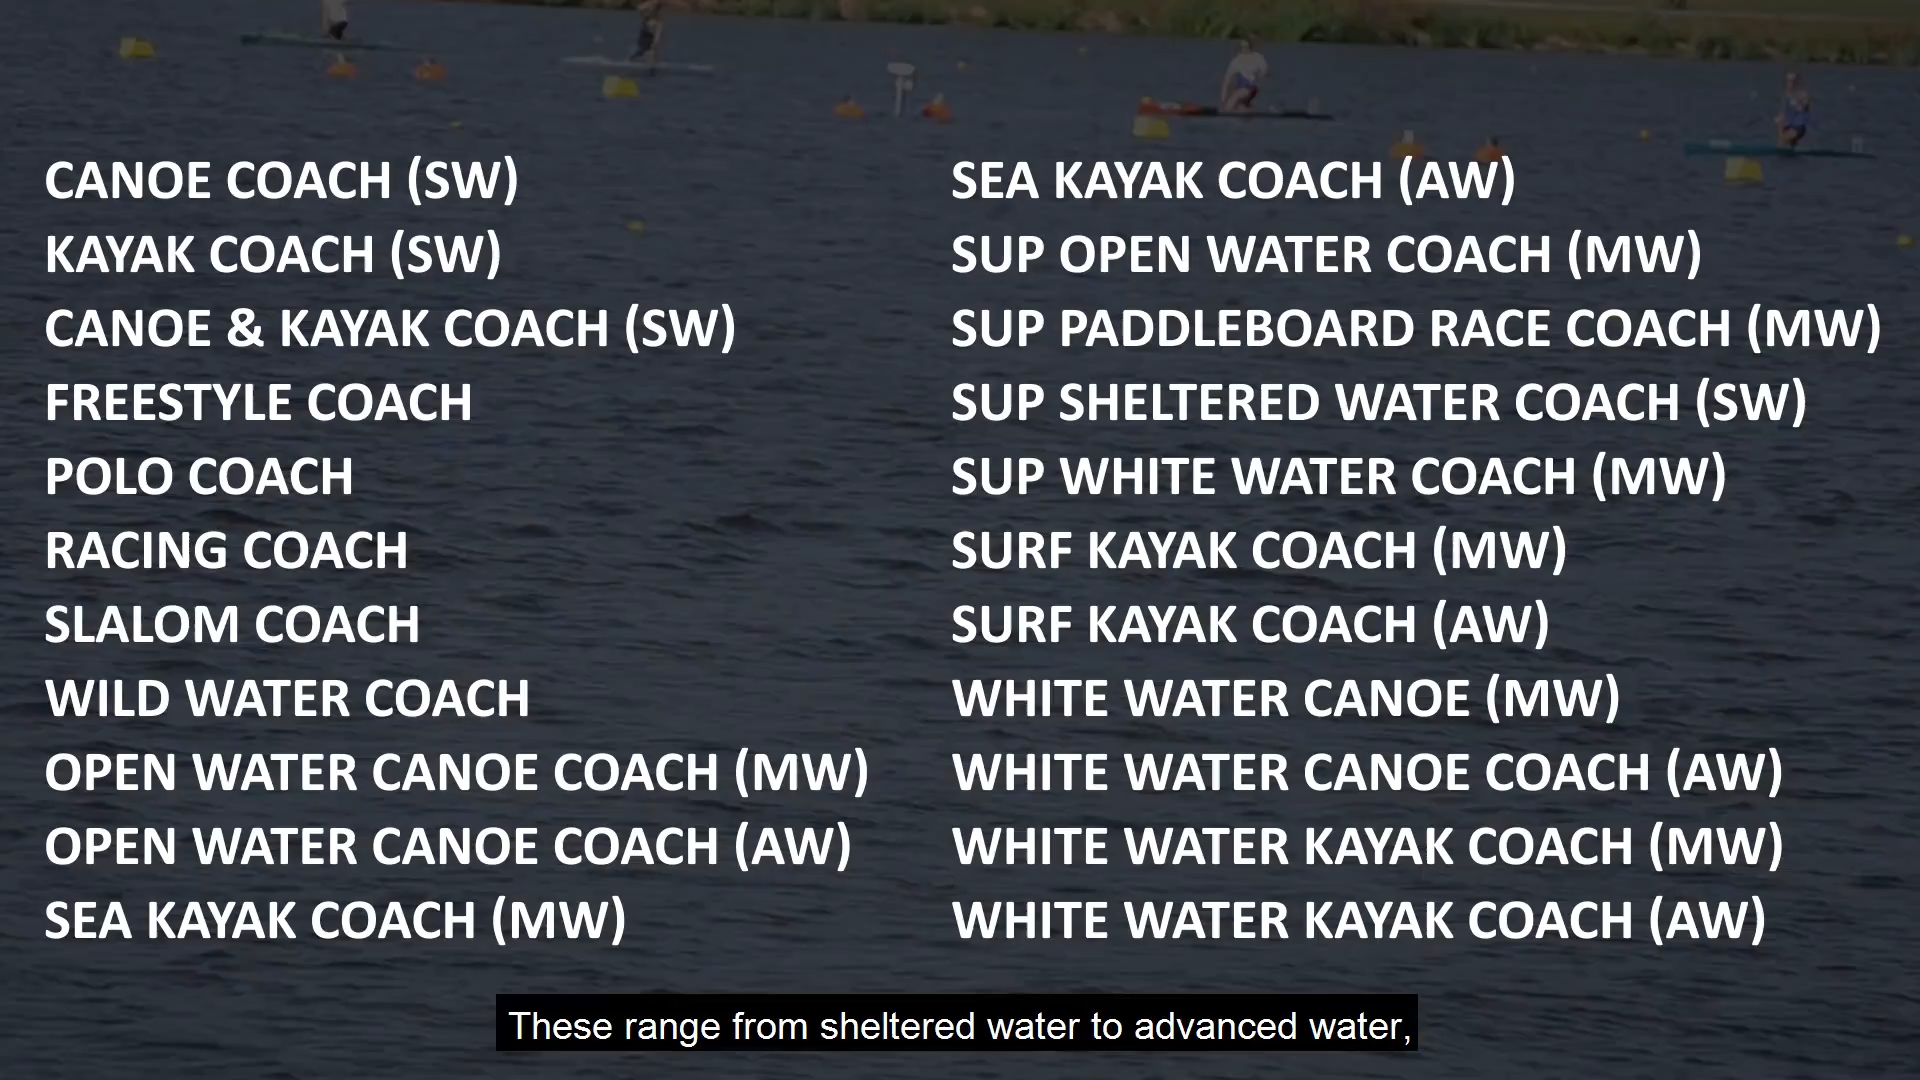 CANOE COACH (SW)
KAYAK COACH (SW)
CANOE & KAYAK COACH (SW)
FREESTYLE COACH
POLO COACH
RACING COACH
SLALOM COACH
WILD WATER COACH
OPEN WATER CANOE COACH (MW)
OPEN WATER CANOE COACH (AW)
SEA KAYAK COACH (MW)
SEA KAYAK COACH (AW)
SUP OPEN WATER COACH (MW)
SUP PADDLEBOARD RACE COACH (MW)
SUP SHELTERED WATER COACH (SW)
SUP WHITE WATER COACH (MW)
SURF KAYAK COACH (MW)
SURF KAYAK COACH (AW)
WHITE WATER CANOE (MW)
WHITE WATER CANOE COACH (AW)
WHITE WATER KAYAK COACH (MW)
WHITE WATER KAYAK COACH (AW)
These range from sheltered water to advanced water,